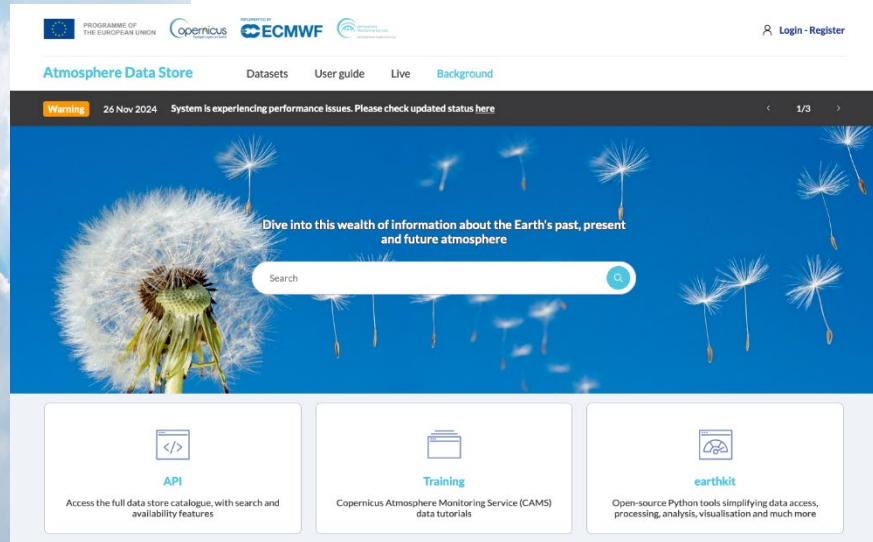 PROGRAMME OF
THE EUROPEAN UNION
opernicus
IMPLEMENTED BY
ECMWF
Login - Register
Atmosphere Data Store
Datasets
User guide
Live
Background
Warning
26 Nov 2024
System is experiencing performance issues. Please check updated status here
1/3
Dive into this wealth of information about the Earth's past, present
and future atmosphere
Search
API
Access the full data store catalogue, with search and
availability features
Training
Copernicus Atmosphere Monitoring Service (CAMS)
data tutorials
earthkit
Open-source Python tools simplifying data access,
processing, analysis, visualisation and much more